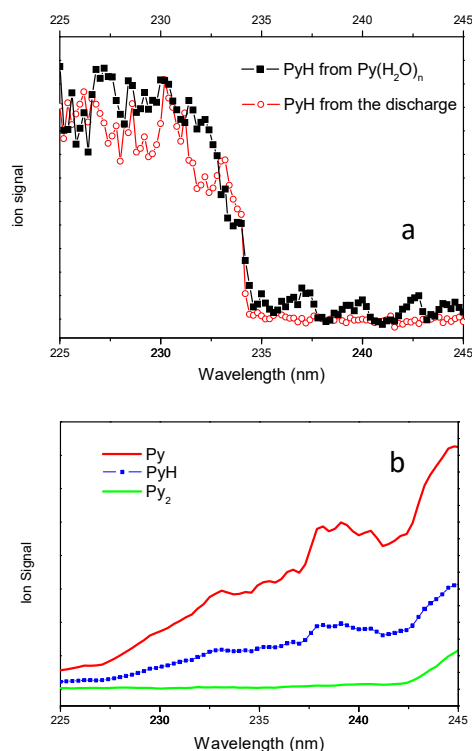 225 230 235 240 245
PyH from Py(H₂O)ₙ
PyH from the discharge
ion signal
a
225 230 235 240 245
Wavelength (nm)
b
Py
PyH
Py₂
Ion Signal
225 230 235 240 245
Wavelength (nm)